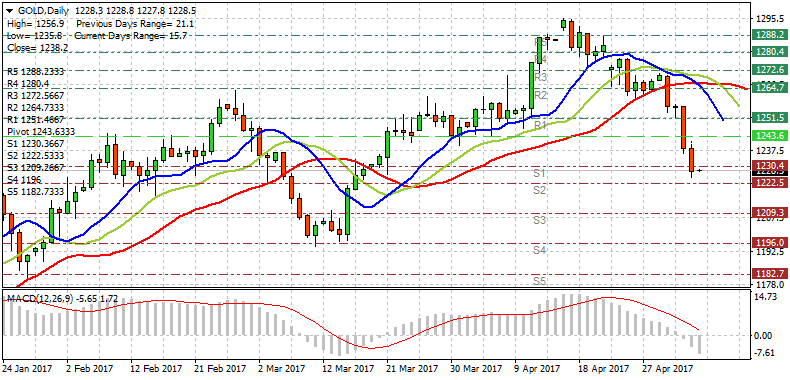 GOLD,Daily 1228.3 1228.8 1227.8 1228.5
High= 1256.9 Previous Days Range= 21.1
Low= 1235.8 Current Days Range= 15.7
Close= 1238.2
R5 1288.2333
R4 1280.4
R3 1272.5667
R2 1264.7333
R1 1251.4667
Pivot 1243.6333
S1 1230.3667
S2 1222.5333
S3 1209.2667
S4 1196
S5 1182.7333
R3
R2
R1
S1
S2
S3
S4
S5
1295.5
1288.2
1280.4
1272.6
1264.7
1251.5
1243.6
1237.5
1230.4
1222.5
1209.3
1196.0
1192.5
1182.7
1178.0
MACD(12,26,9) -5.65 1.72
14.73
0.00
-7.61
24 Jan 2017
2 Feb 2017
12 Feb 2017
21 Feb 2017
2 Mar 2017
12 Mar 2017
21 Mar 2017
30 Mar 2017
9 Apr 2017
18 Apr 2017
27 Apr 2017